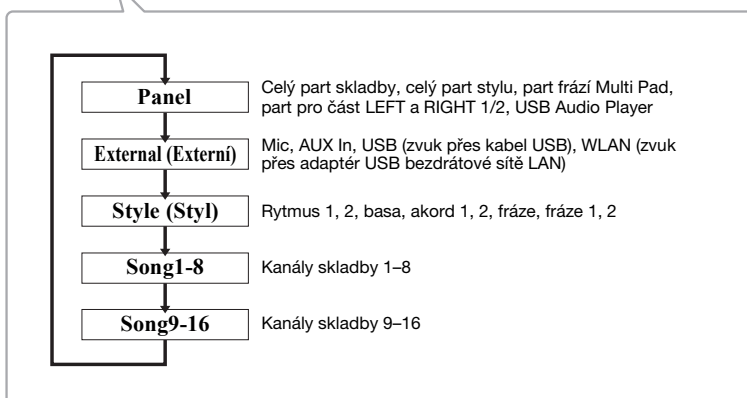 Panel
Celý part skladby, celý part stylu, part frází Multi Pad,
part pro část LEFT a RIGHT 1/2, USB Audio Player
External (Externí)
Mic, AUX In, USB (zvuk přes kabel USB), WLAN (zvuk
přes adaptér USB bezdrátové sítě LAN)
Style (Styl)
Rytmus 1, 2, basa, akord 1, 2, fráze, fráze 1, 2
Song1-8
Kanály skladby 1–8
Song9-16
Kanály skladby 9–16